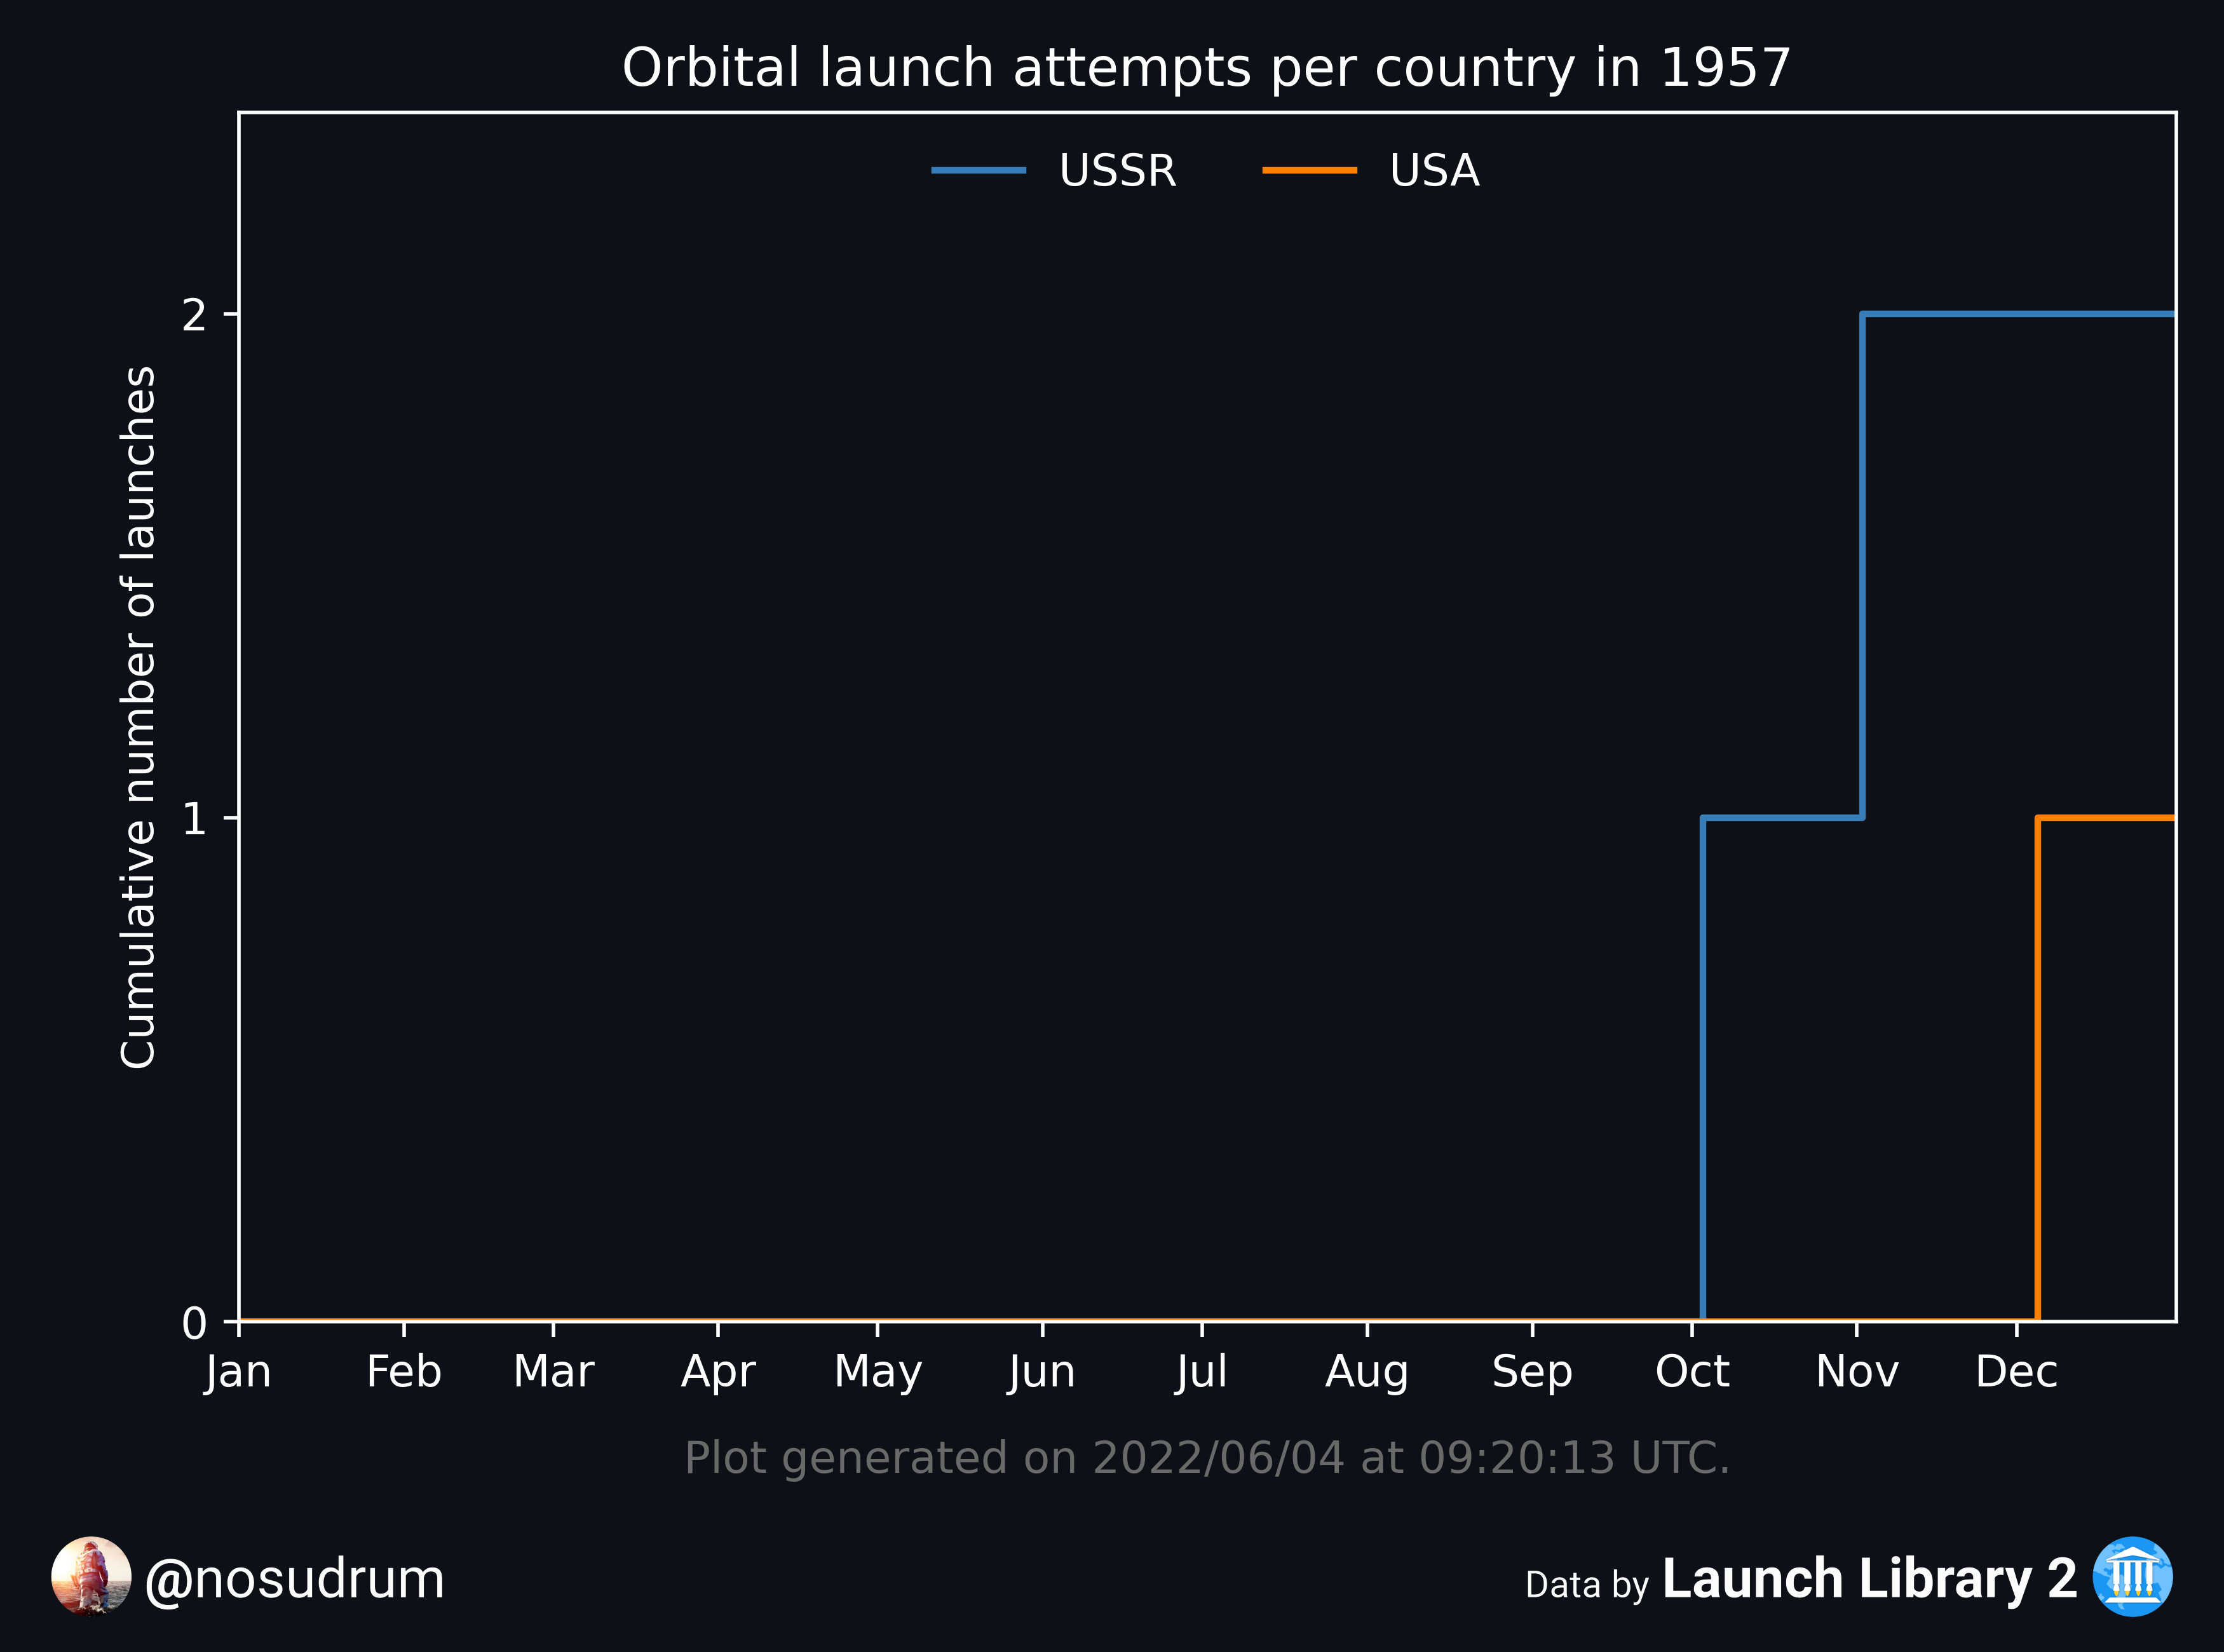 Orbital launch attempts per country in 1957
USSR
USA
Cumulative number of launches
2
1
0
Jan
Feb
Mar
Apr
May
Jun
Jul
Aug
Sep
Oct
Nov
Dec
Plot generated on 2022/06/04 at 09:20:13 UTC.
@nosudrum
Data by Launch Library 2